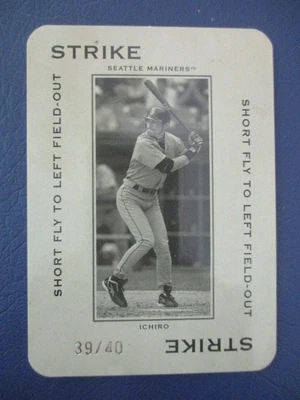 STRIKE
SEATTLE MARINERS™
SHORT FLY TO LEFT FIELD-OUT
SHORT FLY TO LEFT FIELD-OUT
ICHIRO
39/40
STRIKE